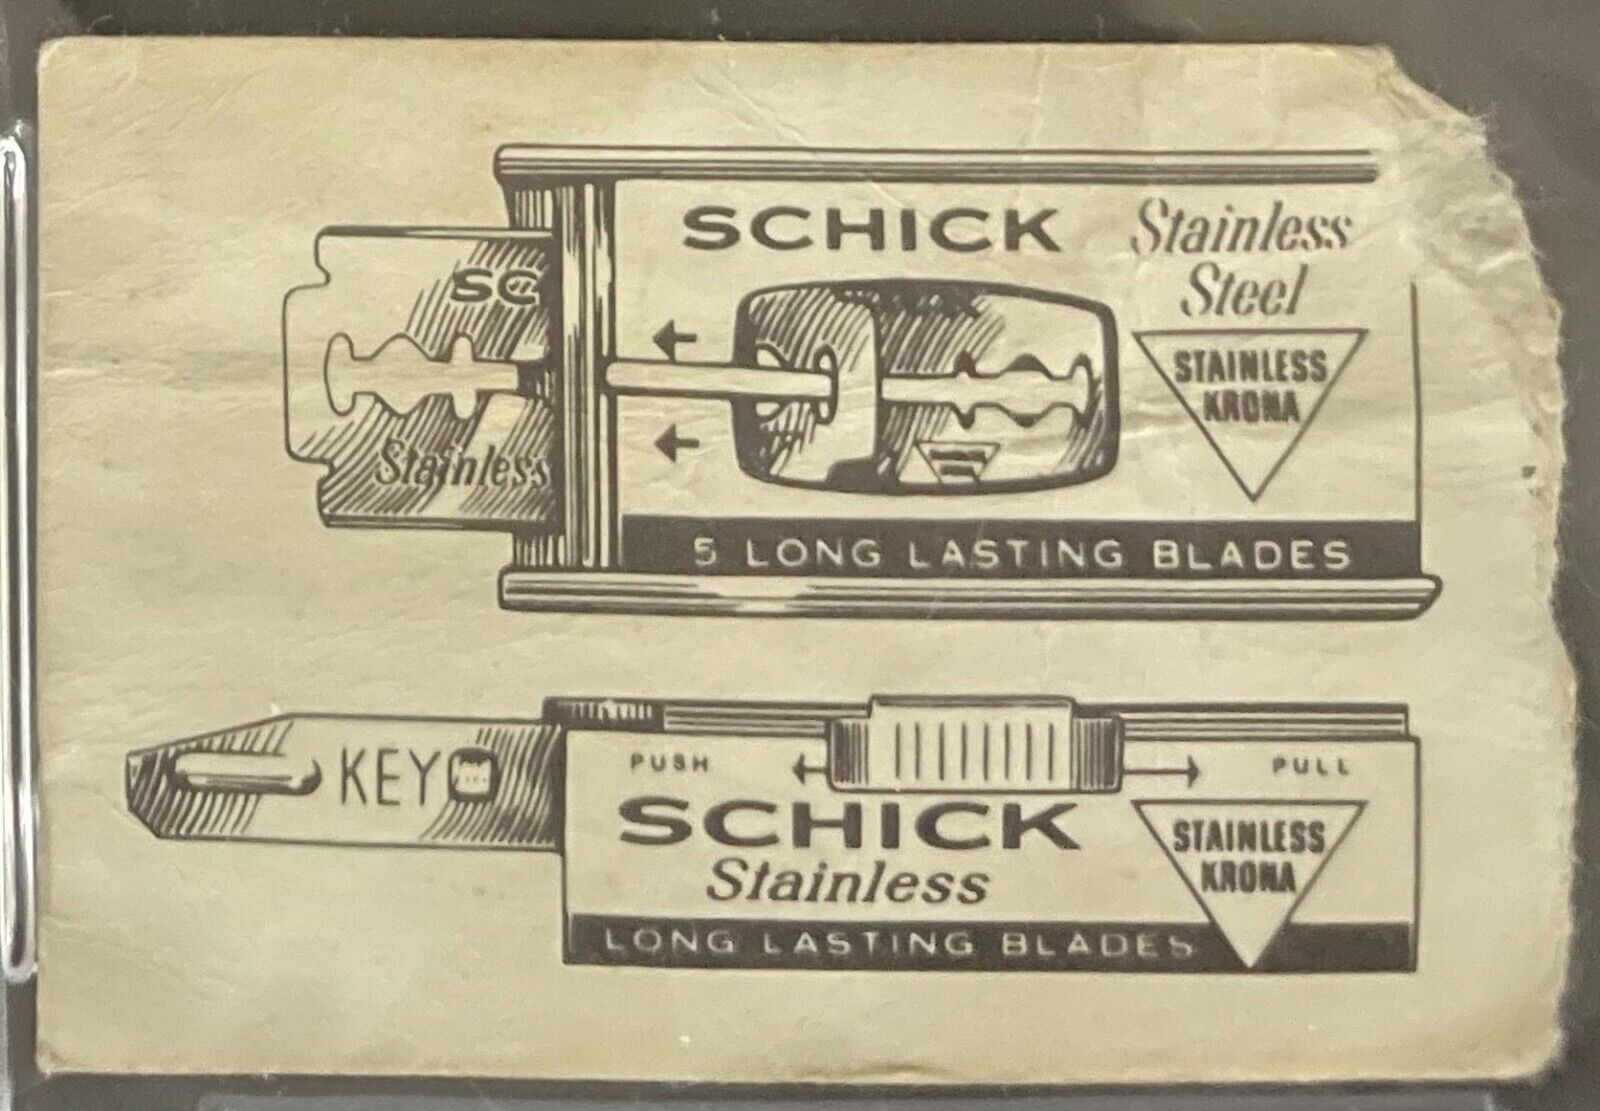 SCHICK Stainless
Steel
SC
STAINLESS
KRONA
Stainless
5 LONG LASTING BLADES
KEY
PUSH
PULL
SCHICK
Stainless
STAINLESS
KRONA
LONG LASTING BLADES